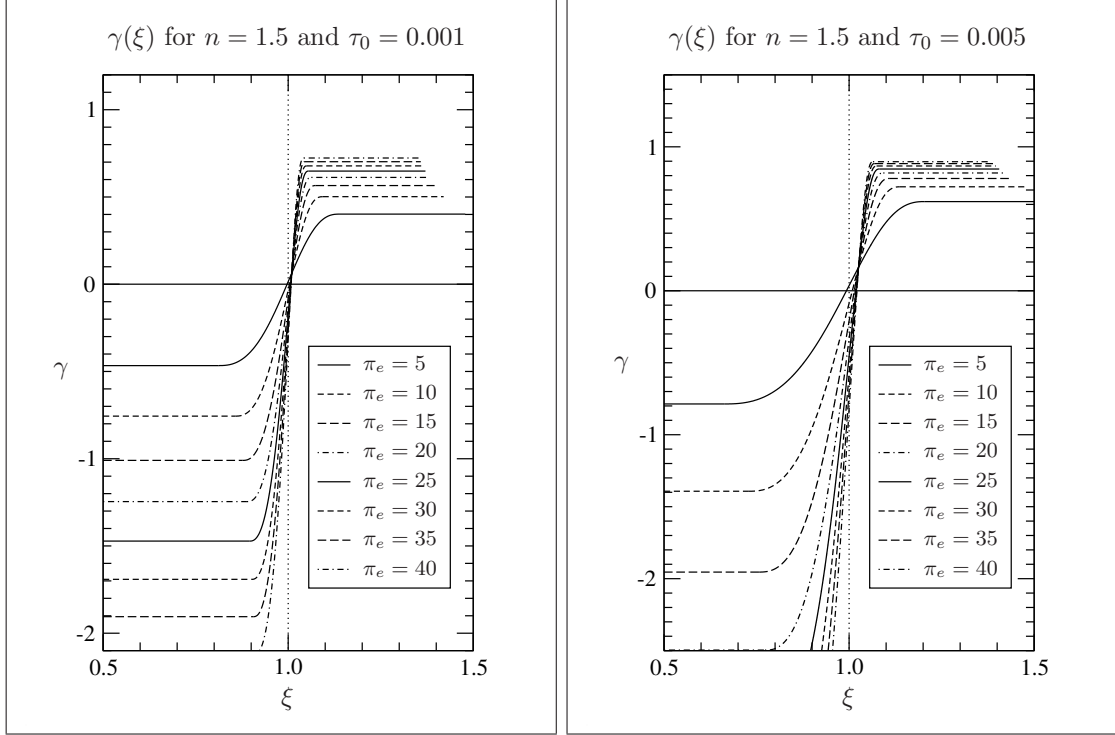 γ(ξ) for n = 1.5 and τ₀ = 0.001
1
0
-1
-2
γ
0.5 1.0 1.5
ξ
πₑ = 5
πₑ = 10
πₑ = 15
πₑ = 20
πₑ = 25
πₑ = 30
πₑ = 35
πₑ = 40
γ(ξ) for n = 1.5 and τ₀ = 0.005
1
0
-1
-2
γ
0.5 1.0 1.5
ξ
πₑ = 5
πₑ = 10
πₑ = 15
πₑ = 20
πₑ = 25
πₑ = 30
πₑ = 35
πₑ = 40